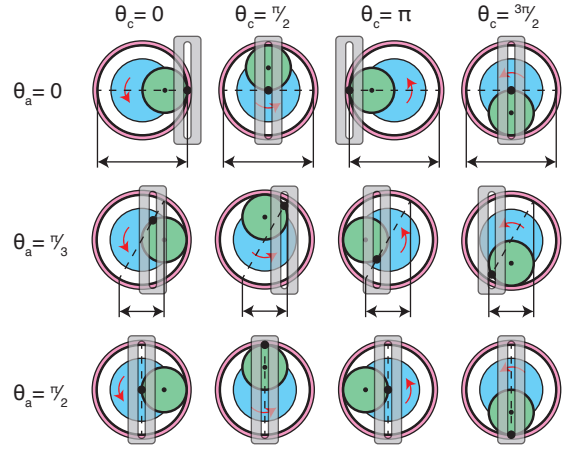 θc = 0
θc = π/2
θc = π
θc = 3π/2
θa = 0
θa = π/3
θa = π/2